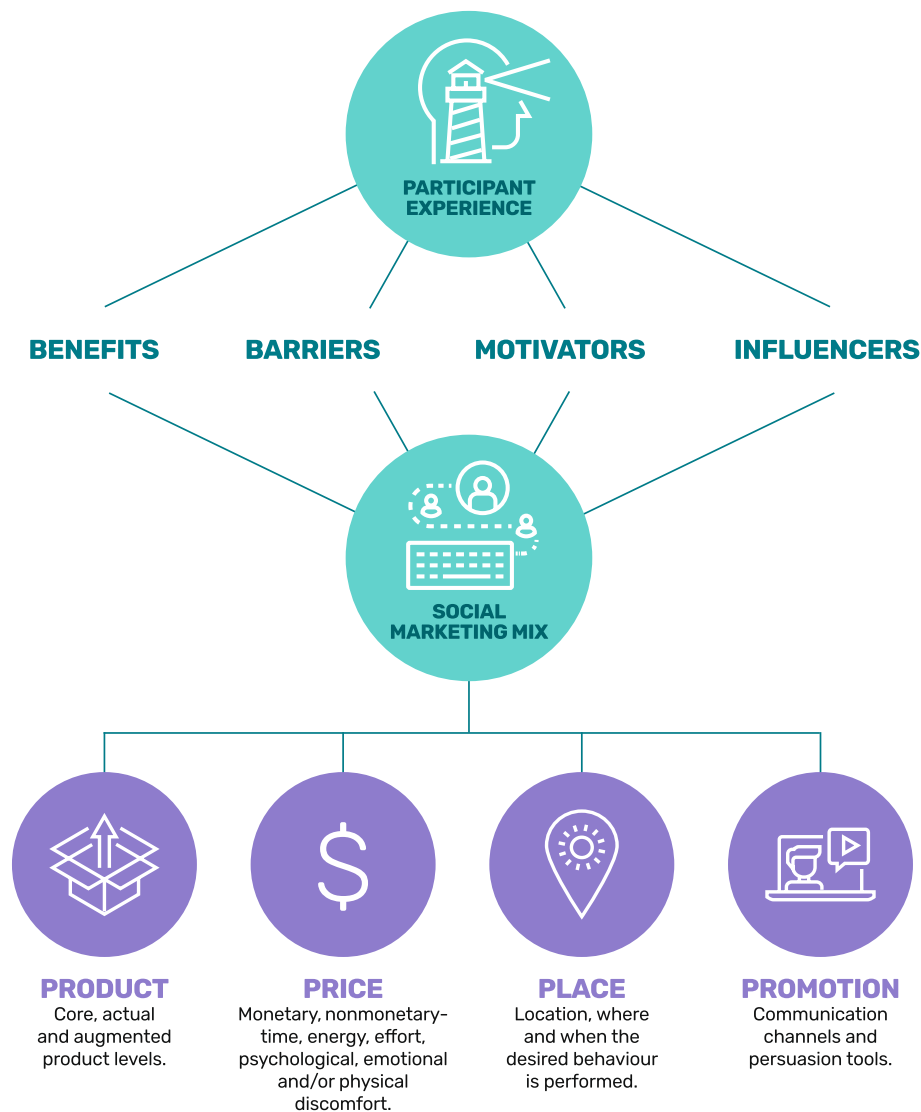 PARTICIPANT
EXPERIENCE
BENEFITS
BARRIERS
MOTIVATORS
INFLUENCERS
SOCIAL
MARKETING MIX
PRODUCT
Core, actual
and augmented
product levels.
PRICE
Monetary, nonmonetary-
time, energy, effort,
psychological, emotional
and/or physical
discomfort.
PLACE
Location, where
and when the
desired behaviour
is performed.
PROMOTION
Communication
channels and
persuasion tools.